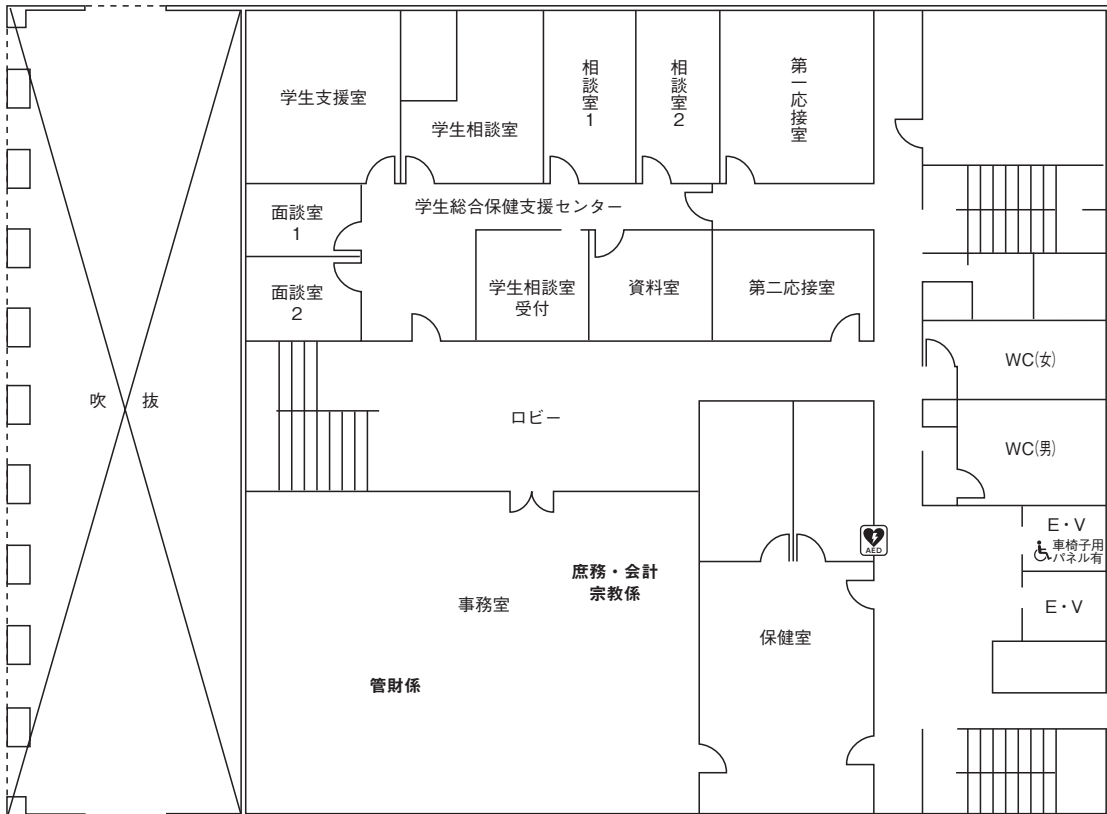 学生支援室
学生相談室
相談室1
相談室2
第一応接室
面談室
1
学生総合保健支援センター
面談室
2
学生相談室
受付
資料室
第二応接室
WC(女)
吹 抜
ロビー
WC(男)
E・V
車椅子用
パネル有
AED
庶務・会計
宗教係
事務室
E・V
保健室
管財係